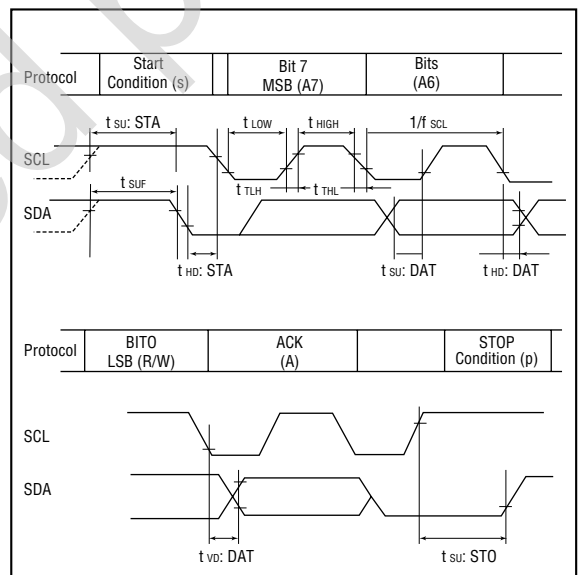 Protocol Start Condition (s) Bit 7 MSB (A7) Bits (A6)
t SU: STA t LOW t HIGH 1/f SCL
SCL
t SUF t TLH t THL
SDA
t HD: STA t SU: DAT t HD: DAT
Protocol BITO LSB (R/W) ACK (A) STOP Condition (p)
SCL
SDA
t VD: DAT t SU: STO